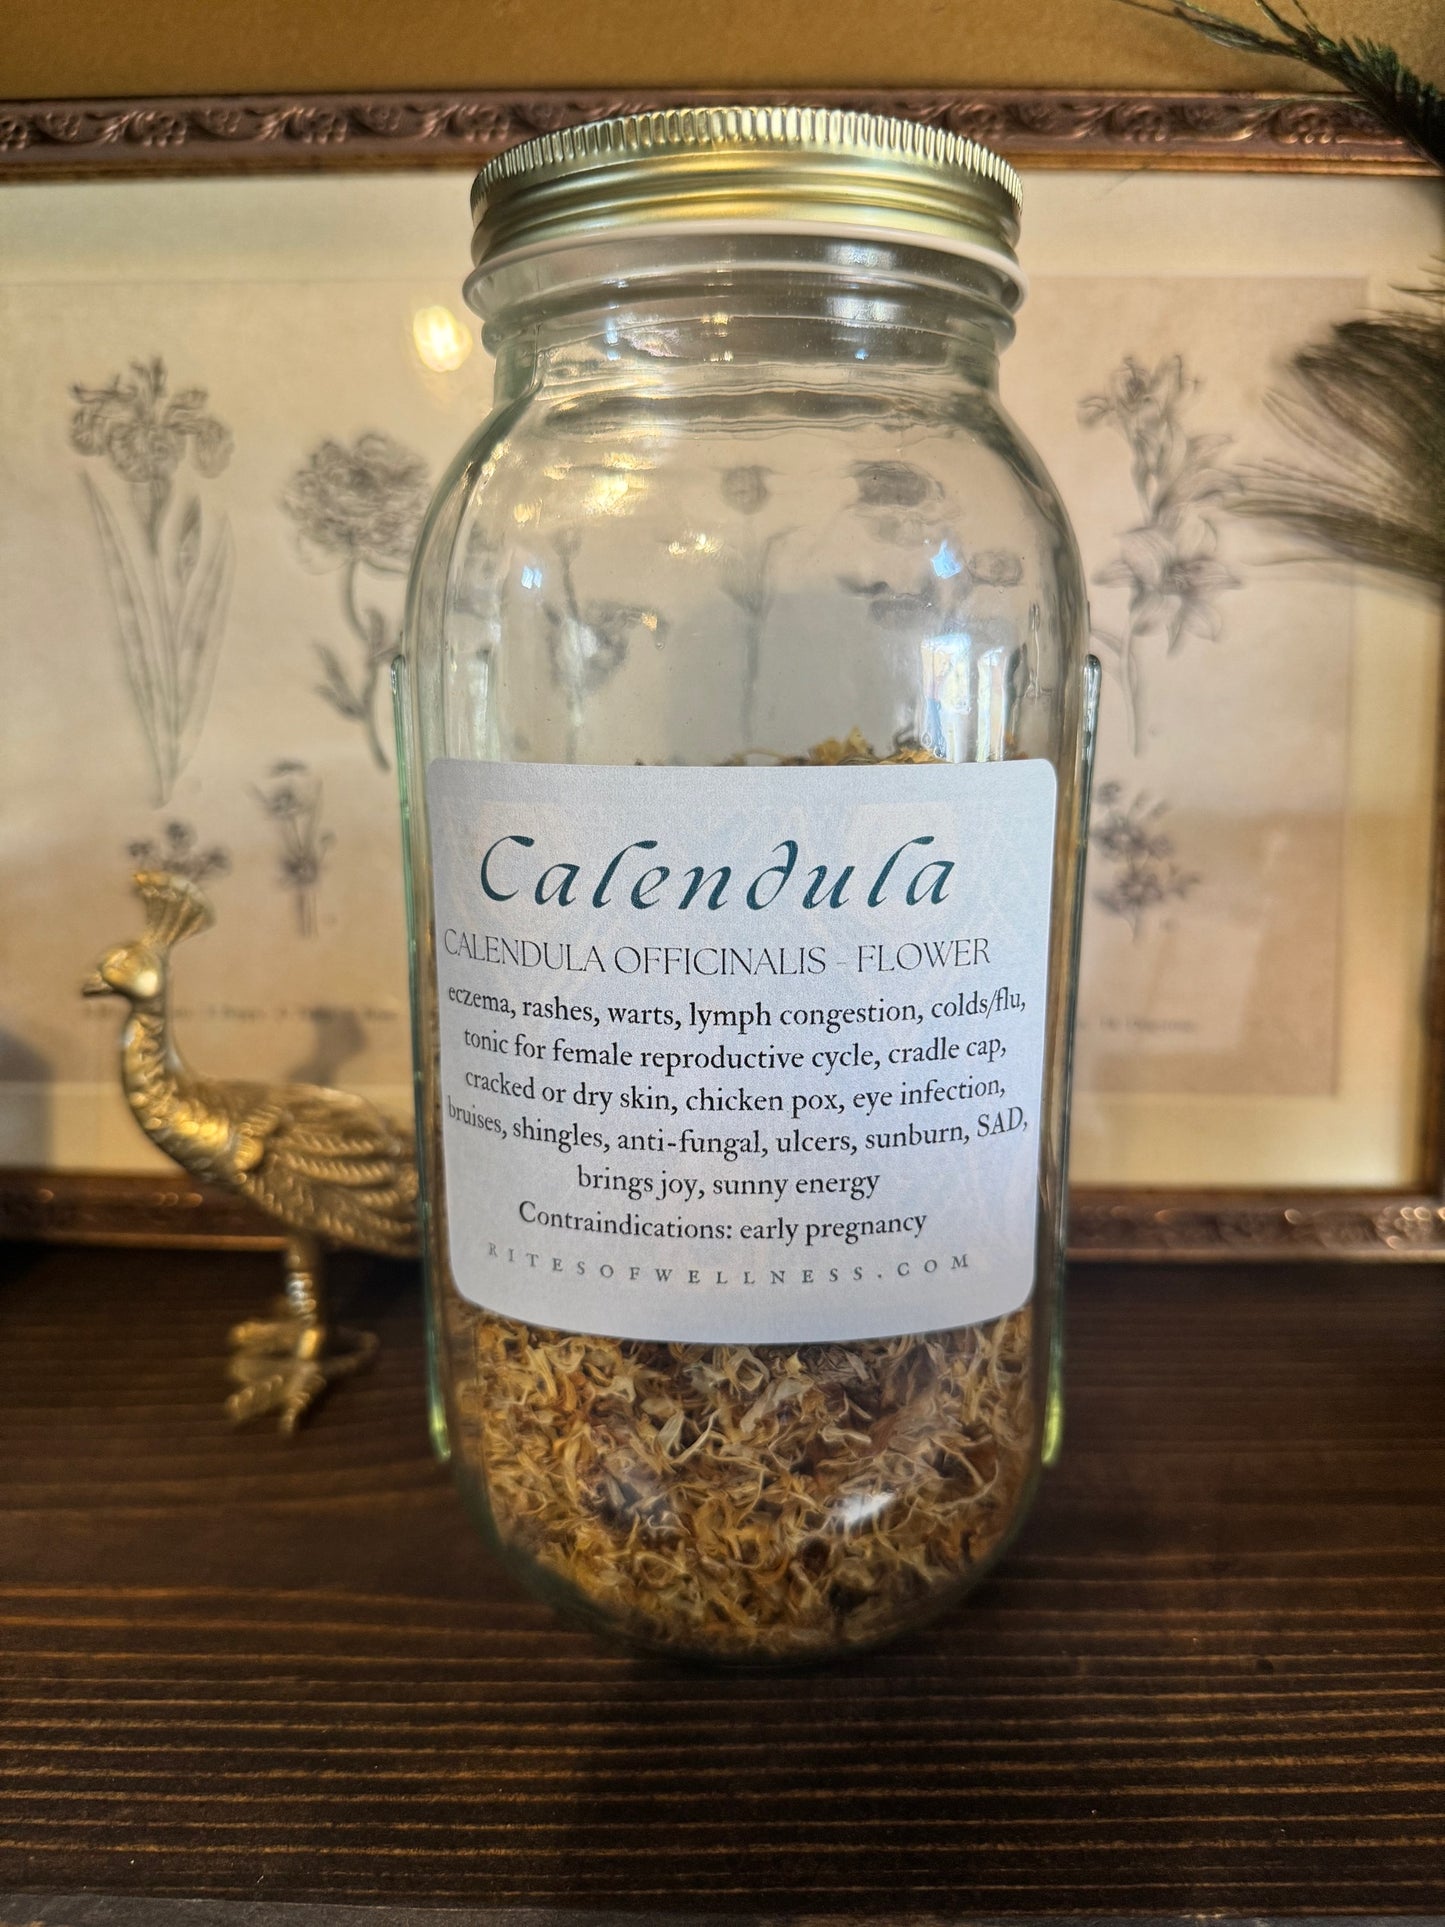 Calendula
CALENDULA OFFICINALIS - FLOWER
eczema, rashes, warts, lymph congestion, colds/flu,
tonic for female reproductive cycle, cradle cap,
cracked or dry skin, chicken pox, eye infection,
bruises, shingles, anti-fungal, ulcers, sunburn, SAD,
brings joy, sunny energy
Contraindications: early pregnancy
RITESOFWELLNESS.COM